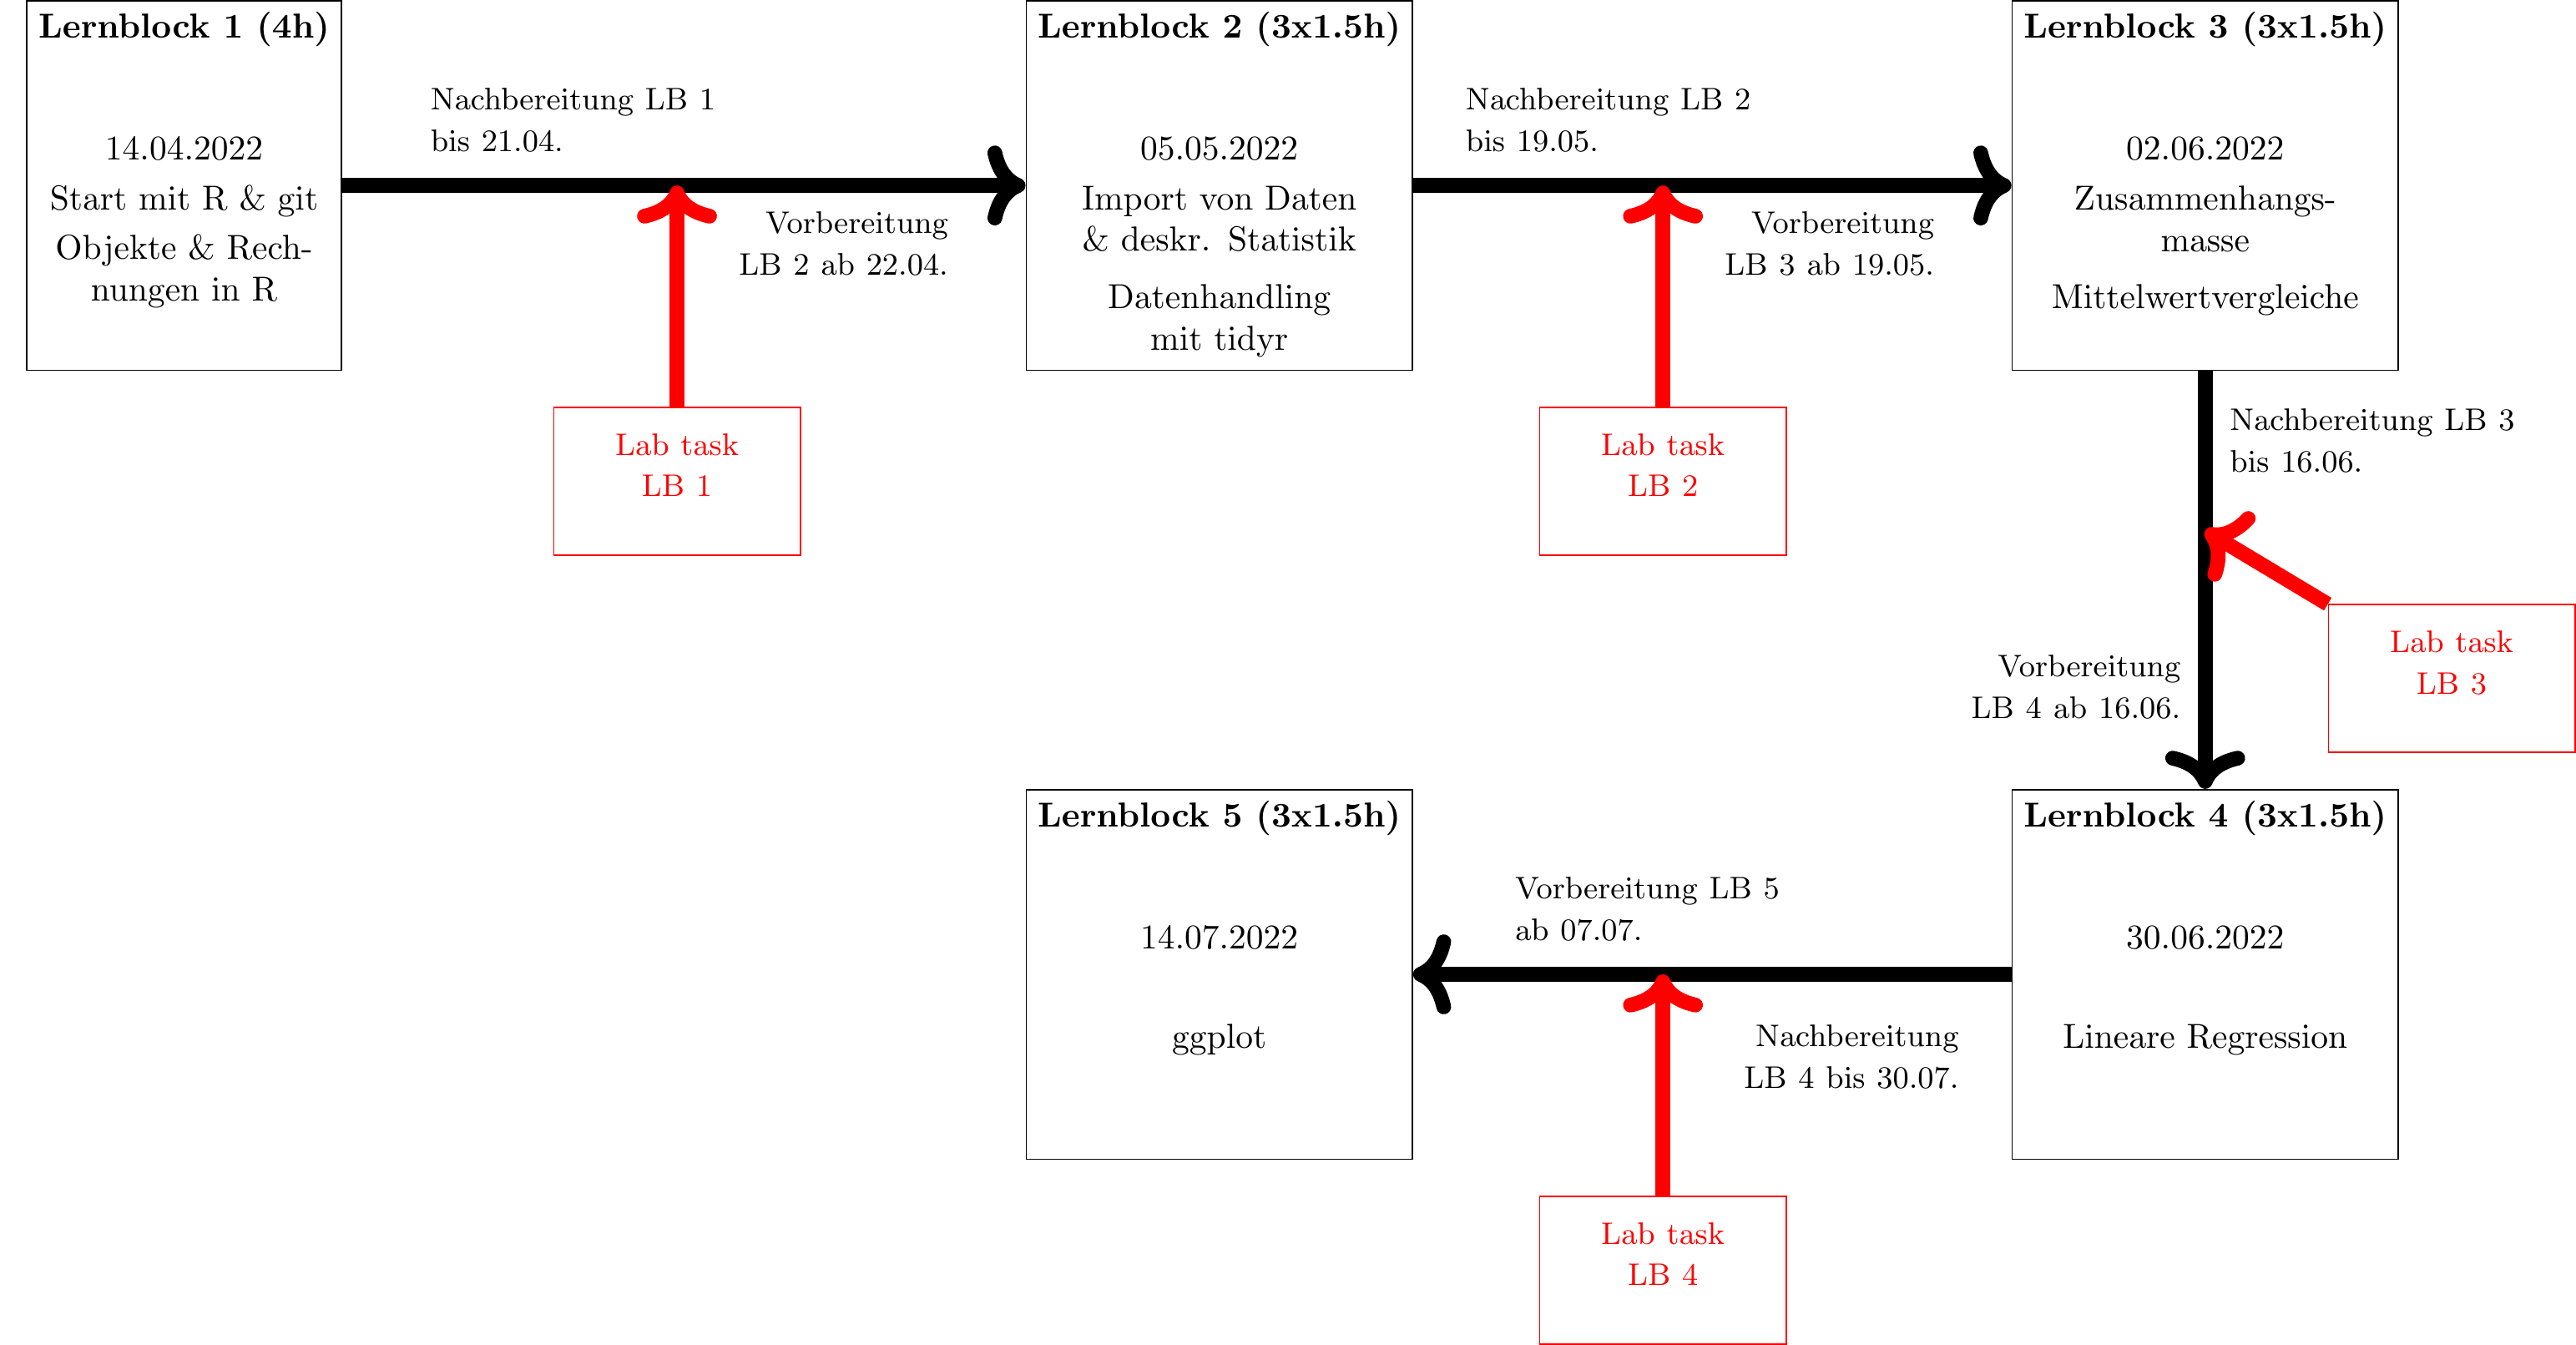 Lernblock 1 (4h)
14.04.2022
Start mit R & git
Objekte & Rech-
nungen in R
Nachbereitung LB 1
bis 21.04.
Vorbereitung
LB 2 ab 22.04.
Lab task
LB 1
Lernblock 2 (3x1.5h)
05.05.2022
Import von Daten
& deskr. Statistik
Datenhandling
mit tidyr
Nachbereitung LB 2
bis 19.05.
Vorbereitung
LB 3 ab 19.05.
Lab task
LB 2
Lernblock 3 (3x1.5h)
02.06.2022
Zusammenhangs-
masse
Mittelwertvergleiche
Nachbereitung LB 3
bis 16.06.
Lab task
LB 3
Vorbereitung
LB 4 ab 16.06.
Lernblock 4 (3x1.5h)
30.06.2022
Lineare Regression
Nachbereitung
LB 4 bis 30.07.
Lab task
LB 4
Vorbereitung LB 5
ab 07.07.
Lernblock 5 (3x1.5h)
14.07.2022
ggplot